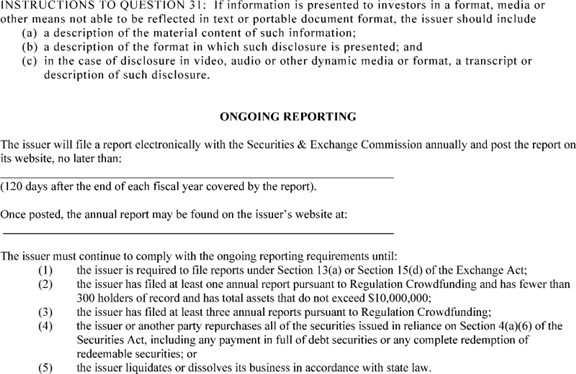 INSTRUCTIONS TO QUESTION 31: If information is presented to investors in a format, media or
other means not able to be reflected in text or portable document format, the issuer should include
(a) a description of the material content of such information;
(b) a description of the format in which such disclosure is presented; and
(c) in the case of disclosure in video, audio or other dynamic media or format, a transcript or
description of such disclosure.
ONGOING REPORTING
The issuer will file a report electronically with the Securities & Exchange Commission annually and post the report on
its website, no later than:
(120 days after the end of each fiscal year covered by the report).
Once posted, the annual report may be found on the issuer's website at:
The issuer must continue to comply with the ongoing reporting requirements until:
(1) the issuer is required to file reports under Section 13(a) or Section 15(d) of the Exchange Act;
(2) the issuer has filed at least one annual report pursuant to Regulation Crowdfunding and has fewer than
300 holders of record and has total assets that do not exceed $10,000,000;
(3) the issuer has filed at least three annual reports pursuant to Regulation Crowdfunding;
(4) the issuer or another party repurchases all of the securities issued in reliance on Section 4(a)(6) of the
Securities Act, including any payment in full of debt securities or any complete redemption of
redeemable securities; or
(5) the issuer liquidates or dissolves its business in accordance with state law.